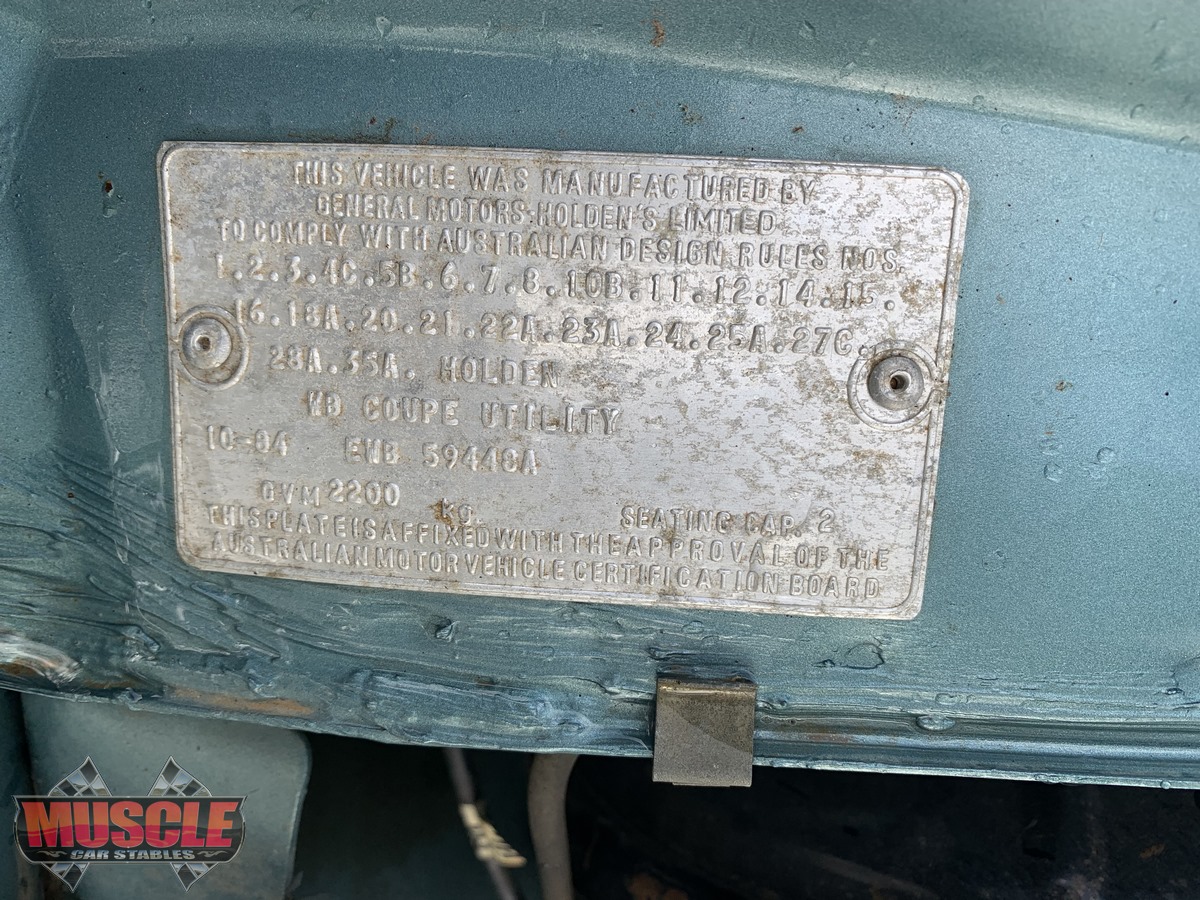 THIS VEHICLE WAS MANUFACTURED BY
GENERAL MOTORS-HOLDEN'S LIMITED
TO COMPLY WITH AUSTRALIAN DESIGN RULES NOS.
1.2.3.4C.5B.6.7.8.10B.11.12.14.15.
16.18A.20.21.22A.23A.24.25A.27C.
28A.35A. HOLDEN
WB COUPE UTILITY
10-84 EWB 59448A
GVM 2200 KG. SEATING CAP. 2
THIS PLATE IS AFFIXED WITH THE APPROVAL OF THE
AUSTRALIAN MOTOR VEHICLE CERTIFICATION BOARD
MUSCLE
CAR STABLES